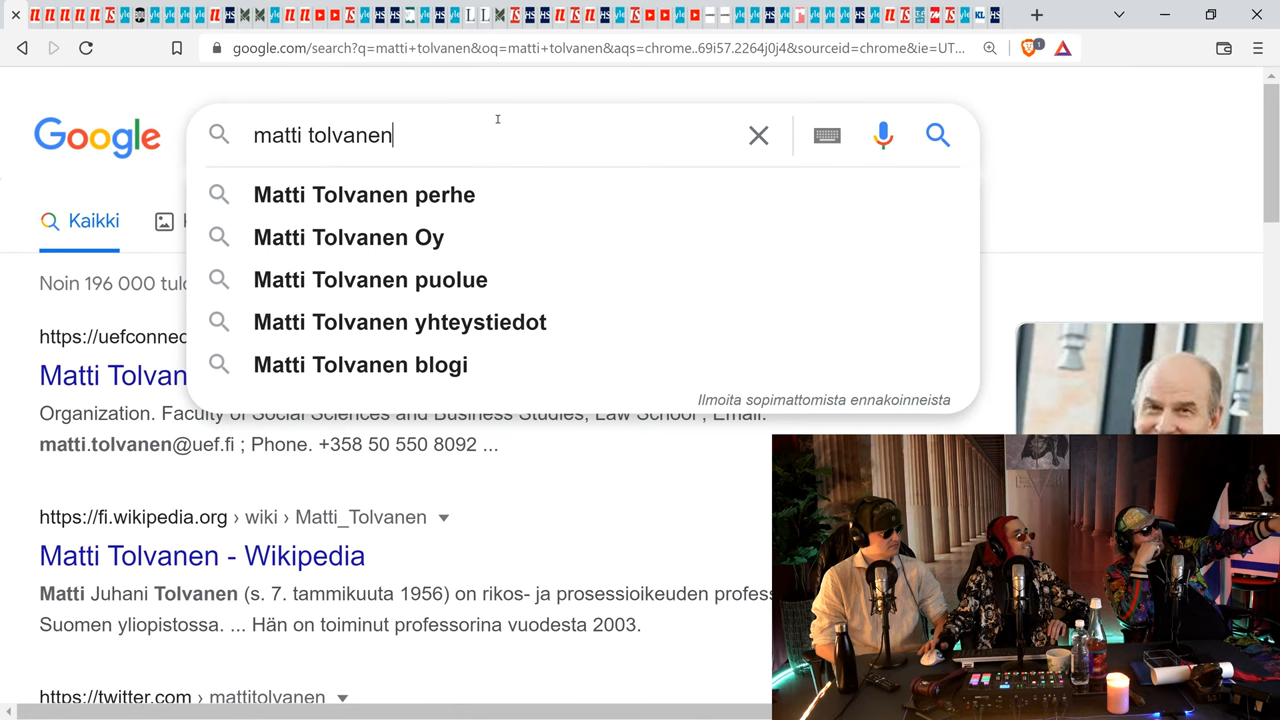 google.com/search?q=matti+tolvanen&oq=matti+tolvanen&aqs=chrome..69i57.2264j0j4&sourceid=chrome&ie=UT...
1
Google
matti tolvanen
Matti Tolvanen perhe
Matti Tolvanen Oy
Matti Tolvanen puolue
Matti Tolvanen yhteystiedot
Matti Tolvanen blogi
Ilmoita sopimattomista ennakoinneista
Kaikki
Noin 196 000 tulo
https://uefconnec
Matti Tolvan
Organization. Faculty of Social Sciences and Business Studies, Law School ; Email.
matti.tolvanen@uef.fi ; Phone. +358 50 550 8092 ...
https://fi.wikipedia.org › wiki › Matti_Tolvanen
Matti Tolvanen - Wikipedia
Matti Juhani Tolvanen (s. 7. tammikuuta 1956) on rikos- ja prosessioikeuden profes
Suomen yliopistossa. ... Hän on toiminut professorina vuodesta 2003.
https://twitter.com › mattitolvanen